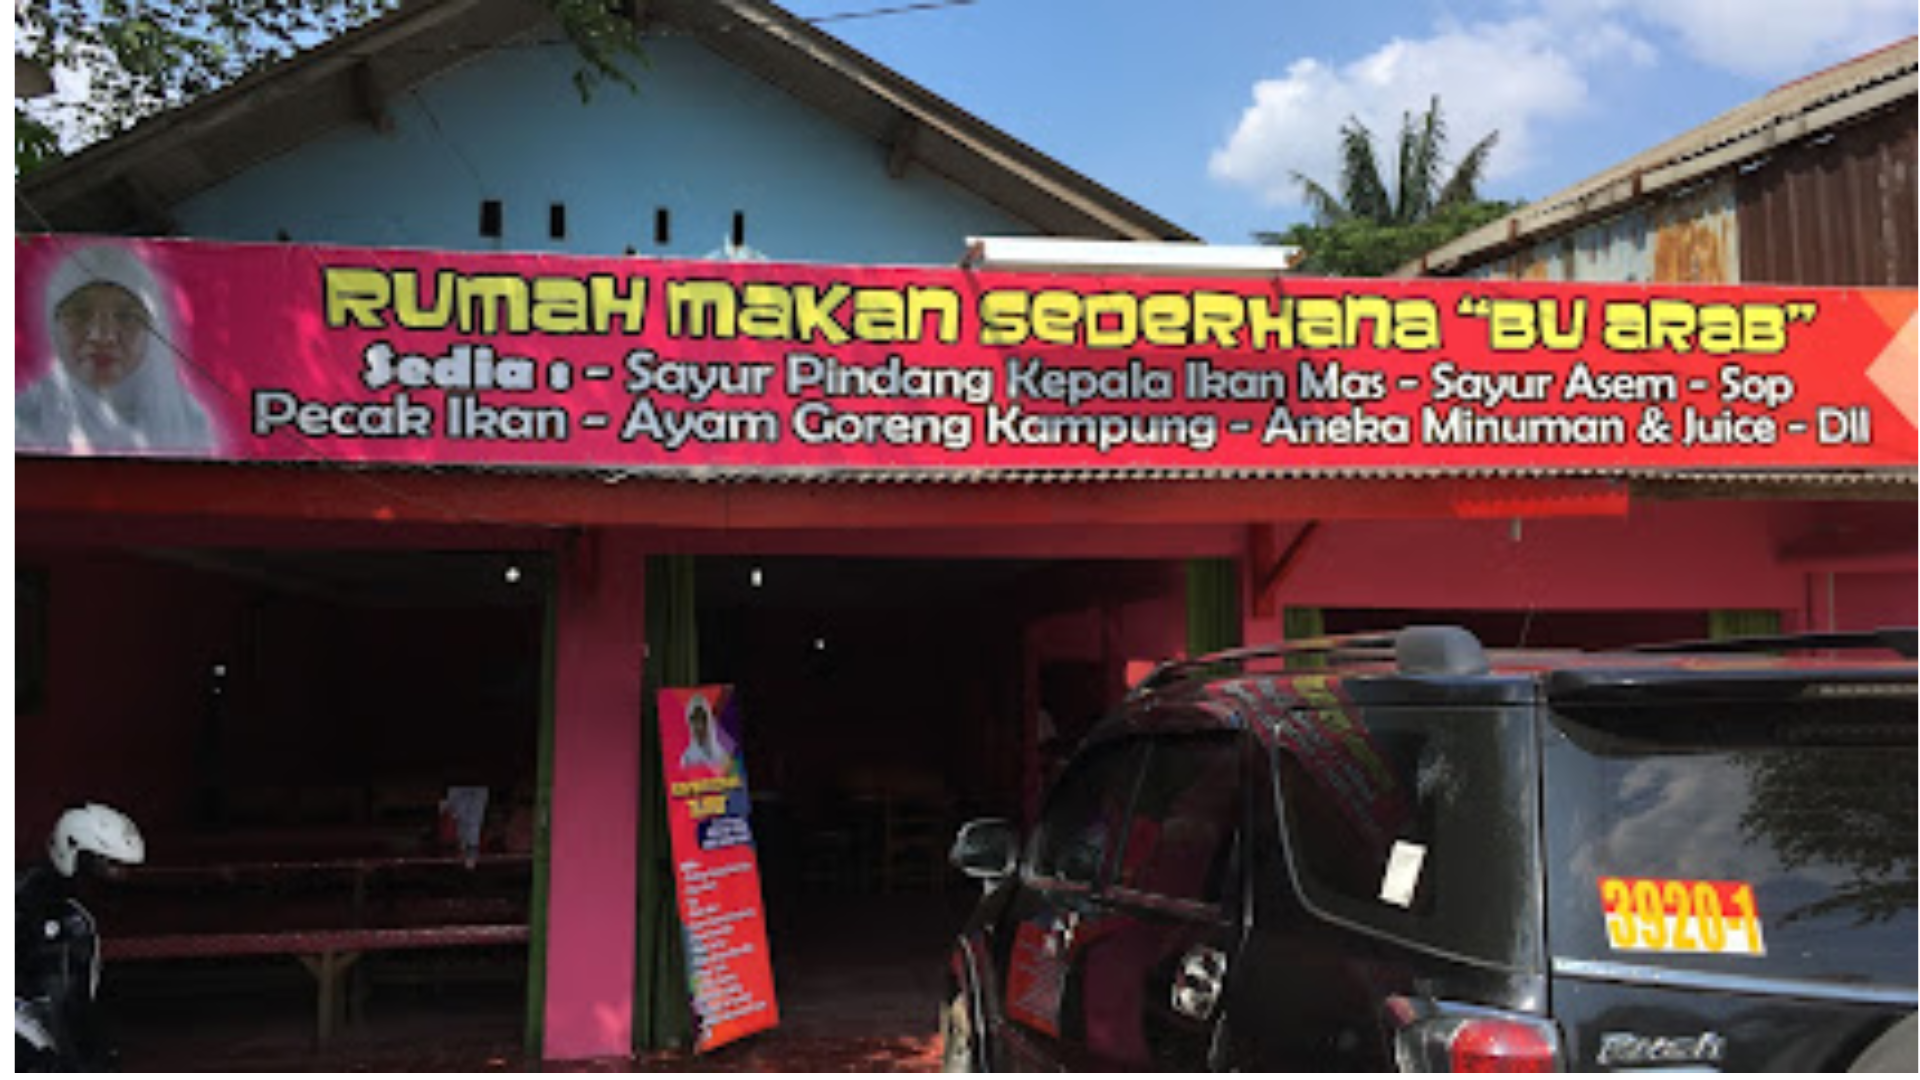 RUMAH MAKAN SEDERHANA “BU ARAB”
Sedia : - Sayur Pindang Kepala Ikan Mas - Sayur Asem - Sop
Pecak Ikan - Ayam Goreng Kampung - Aneka Minuman & Juice - Dll
3920-1
Rush